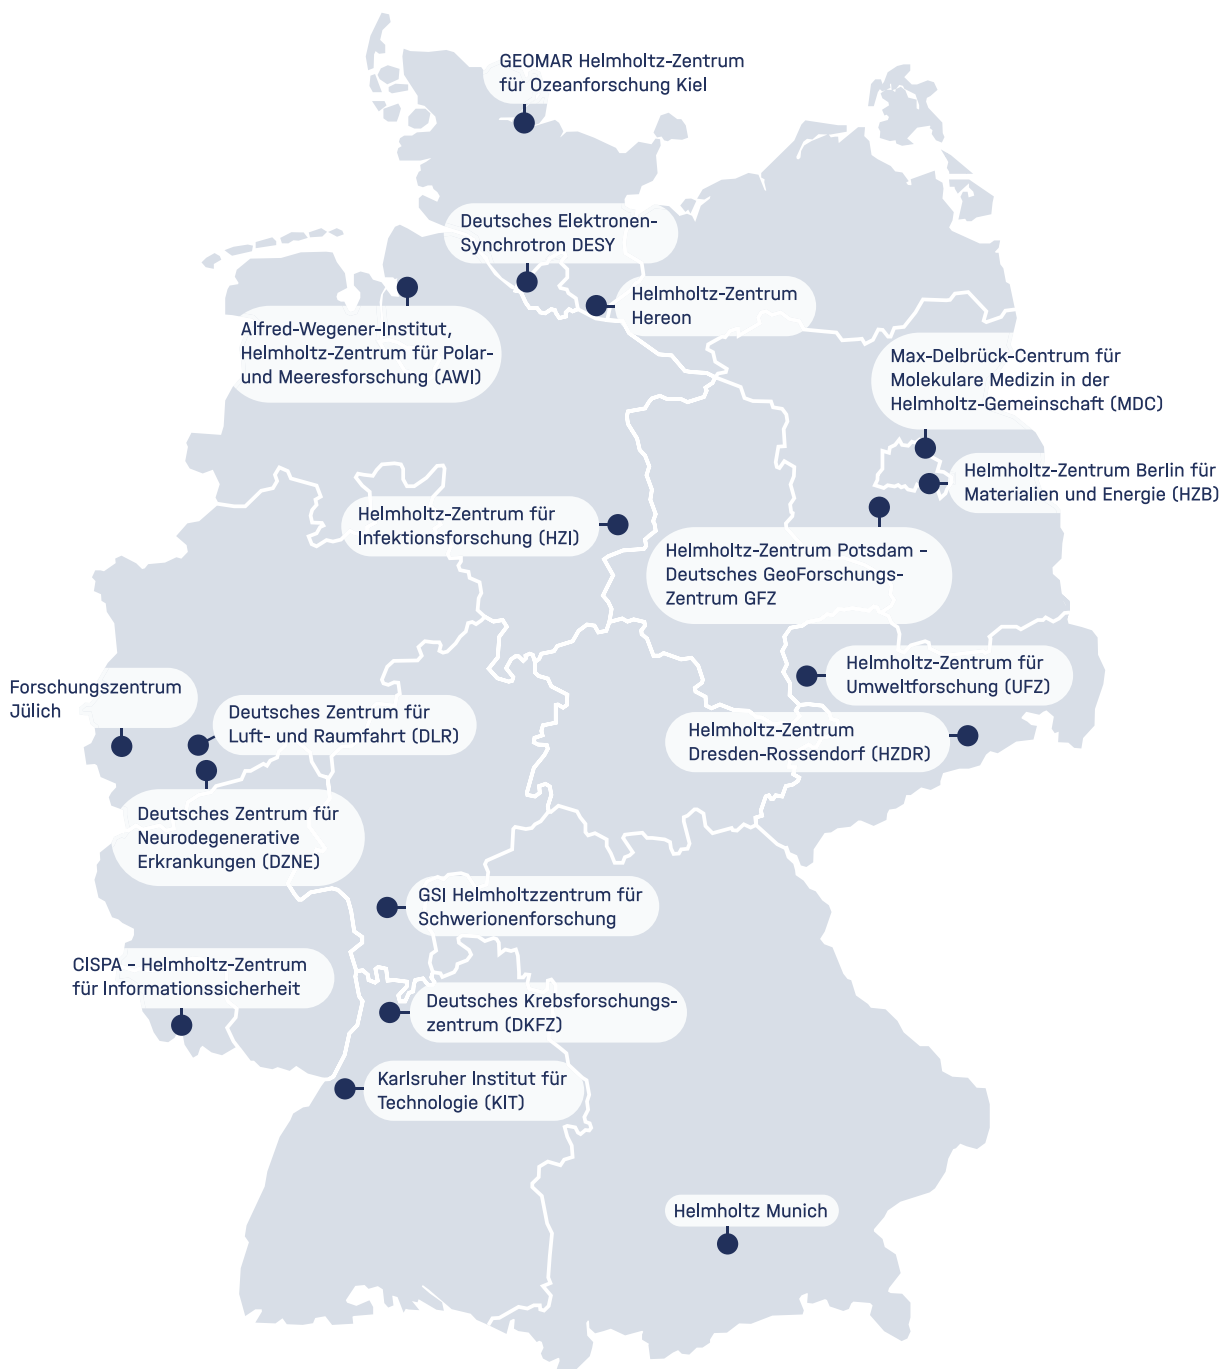 GEOMAR Helmholtz-Zentrum
für Ozeanforschung Kiel
Deutsches Elektronen-
Synchrotron DESY
Helmholtz-Zentrum
Hereon
Alfred-Wegener-Institut,
Helmholtz-Zentrum für Polar-
und Meeresforschung (AWI)
Max-Delbrück-Centrum für
Molekulare Medizin in der
Helmholtz-Gemeinschaft (MDC)
Helmholtz-Zentrum Berlin für
Materialien und Energie (HZB)
Helmholtz-Zentrum für
Infektionsforschung (HZI)
Helmholtz-Zentrum Potsdam –
Deutsches GeoForschungs-
Zentrum GFZ
Helmholtz-Zentrum für
Umweltforschung (UFZ)
Forschungszentrum
Jülich
Deutsches Zentrum für
Luft- und Raumfahrt (DLR)
Helmholtz-Zentrum
Dresden-Rossendorf (HZDR)
Deutsches Zentrum für
Neurodegenerative
Erkrankungen (DZNE)
GSI Helmholtzzentrum für
Schwerionenforschung
CISPA – Helmholtz-Zentrum
für Informationssicherheit
Deutsches Krebsforschungs-
zentrum (DKFZ)
Karlsruher Institut für
Technologie (KIT)
Helmholtz Munich